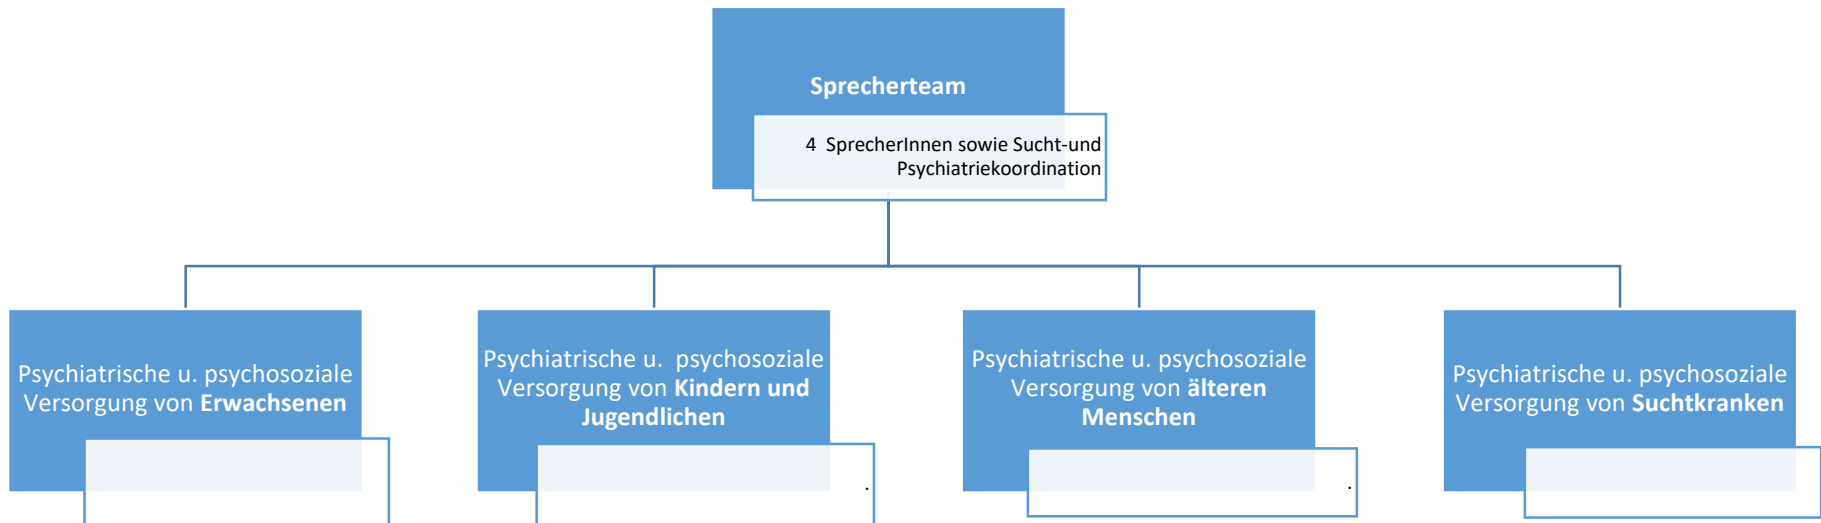 Sprecherteam
4 SprecherInnen sowie Sucht-und
Psychiatriekoordination
Psychiatrische u. psychosoziale
Versorgung von Erwachsenen
Psychiatrische u. psychosoziale
Versorgung von Kindern und
Jugendlichen
.
Psychiatrische u. psychosoziale
Versorgung von älteren
Menschen
.
Psychiatrische u. psychosoziale
Versorgung von Suchtkranken